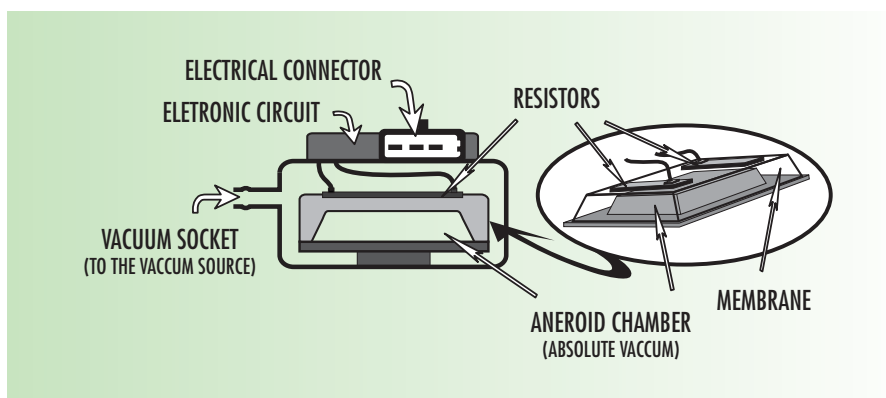 ELECTRICAL CONNECTOR
ELETRONIC CIRCUIT
RESISTORS
VACUUM SOCKET
(TO THE VACCUM SOURCE)
MEMBRANE
ANEROID CHAMBER
(ABSOLUTE VACCUM)